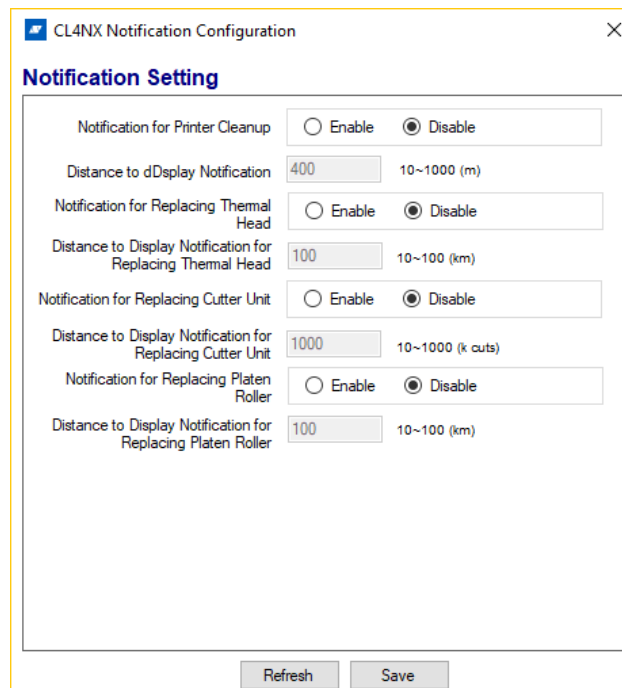 CL4NX Notification Configuration
Notification Setting
Notification for Printer Cleanup Enable Disable
Distance to dDsplay Notification 400 10~1000 (m)
Notification for Replacing Thermal
Head Enable Disable
Distance to Display Notification for
Replacing Thermal Head 100 10~100 (km)
Notification for Replacing Cutter Unit Enable Disable
Distance to Display Notification for
Replacing Cutter Unit 1000 10~1000 (k cuts)
Notification for Replacing Platen
Roller Enable Disable
Distance to Display Notification for
Replacing Platen Roller 100 10~100 (km)
Refresh Save